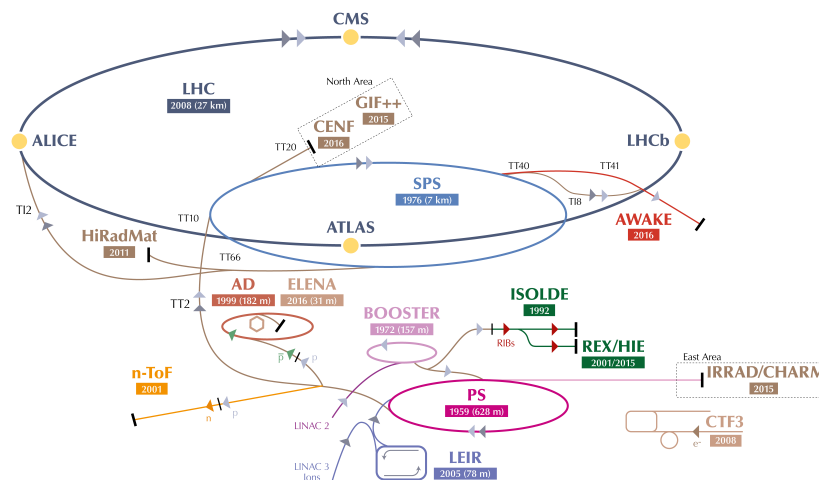 CMS
LHC
2008 (27 km)
North Area
GIF++
2015
CENF
2016
TT20
ALICE
LHCb
TT40
TT41
SPS
1976 (7 km)
TI8
TI2
TT10
ATLAS
AWAKE
2016
HiRadMat
2011
TT66
AD
1999 (182 m)
ELENA
2016 (31 m)
TT2
BOOSTER
1972 (157 m)
ISOLDE
1992
RIBs
REX/HIE
2001/2015
p
p
East Area
n-ToF
2001
IRRAD/CHARM
2015
PS
1959 (628 m)
n
p
LINAC 2
CTF3
2008
e-
LEIR
2005 (78 m)
LINAC 3
Ions